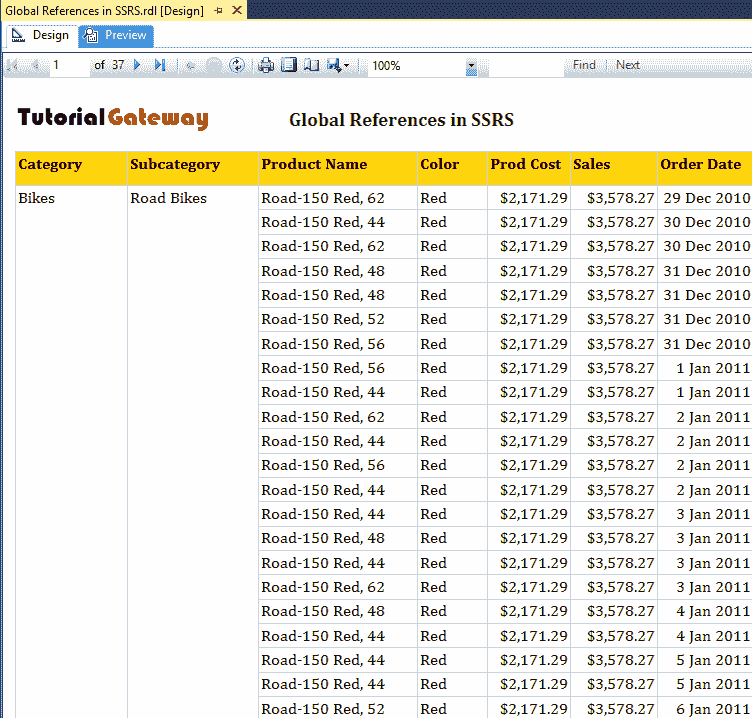 Global References in SSRS.rdl [Design]
Design Preview
1 of 37 100% Find Next
TutorialGateway Global References in SSRS
Category Subcategory Product Name Color Prod Cost Sales Order Date
Bikes Road Bikes Road-150 Red, 62 Red $2,171.29 $3,578.27 29 Dec 2010
Road-150 Red, 44 Red $2,171.29 $3,578.27 30 Dec 2010
Road-150 Red, 62 Red $2,171.29 $3,578.27 30 Dec 2010
Road-150 Red, 48 Red $2,171.29 $3,578.27 31 Dec 2010
Road-150 Red, 48 Red $2,171.29 $3,578.27 31 Dec 2010
Road-150 Red, 52 Red $2,171.29 $3,578.27 31 Dec 2010
Road-150 Red, 56 Red $2,171.29 $3,578.27 31 Dec 2010
Road-150 Red, 56 Red $2,171.29 $3,578.27 1 Jan 2011
Road-150 Red, 44 Red $2,171.29 $3,578.27 1 Jan 2011
Road-150 Red, 62 Red $2,171.29 $3,578.27 2 Jan 2011
Road-150 Red, 44 Red $2,171.29 $3,578.27 2 Jan 2011
Road-150 Red, 56 Red $2,171.29 $3,578.27 2 Jan 2011
Road-150 Red, 44 Red $2,171.29 $3,578.27 2 Jan 2011
Road-150 Red, 44 Red $2,171.29 $3,578.27 3 Jan 2011
Road-150 Red, 48 Red $2,171.29 $3,578.27 3 Jan 2011
Road-150 Red, 44 Red $2,171.29 $3,578.27 3 Jan 2011
Road-150 Red, 62 Red $2,171.29 $3,578.27 3 Jan 2011
Road-150 Red, 48 Red $2,171.29 $3,578.27 4 Jan 2011
Road-150 Red, 44 Red $2,171.29 $3,578.27 4 Jan 2011
Road-150 Red, 44 Red $2,171.29 $3,578.27 5 Jan 2011
Road-150 Red, 44 Red $2,171.29 $3,578.27 5 Jan 2011
Road-150 Red, 52 Red $2,171.29 $3,578.27 6 Jan 2011